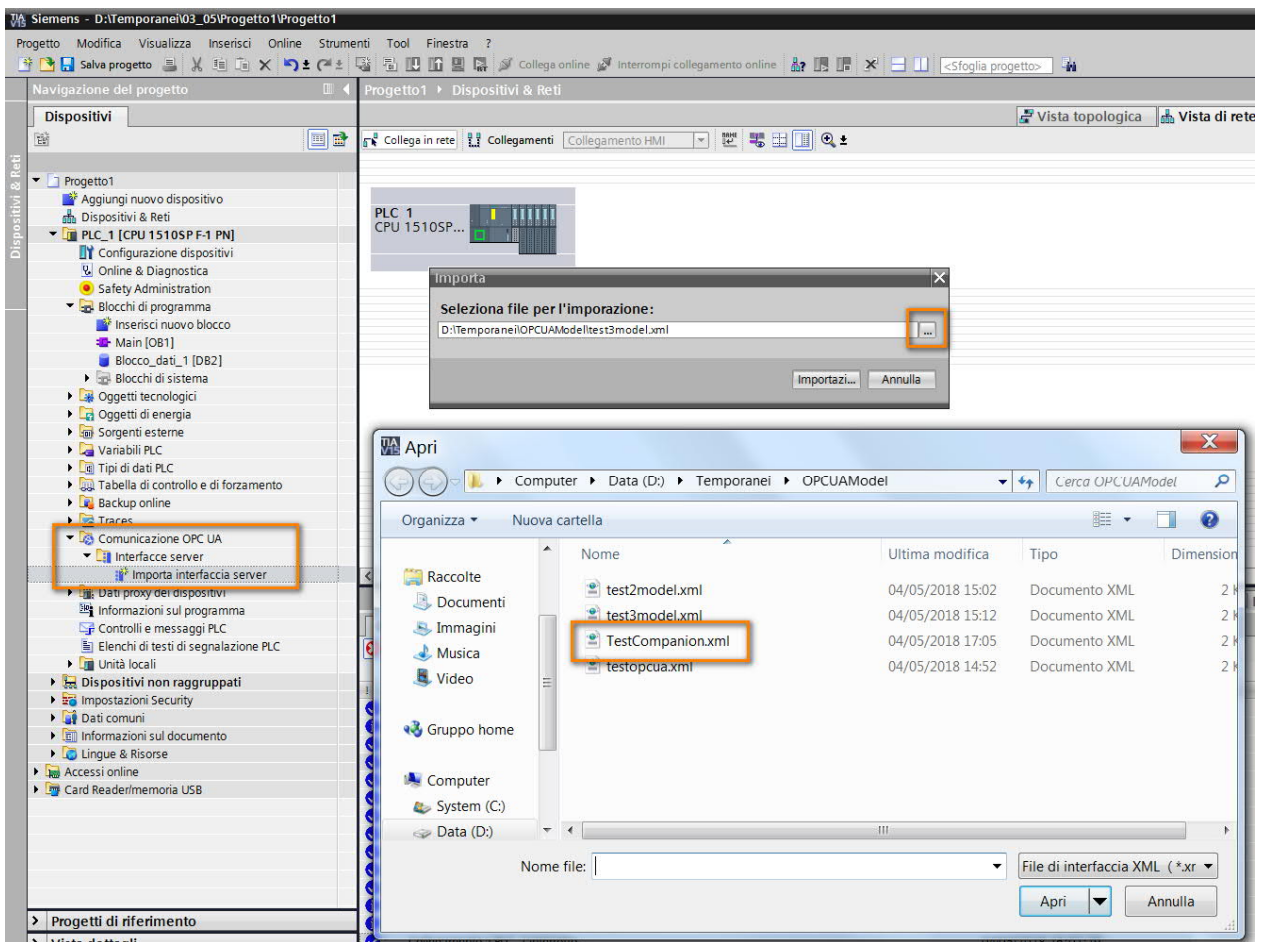 Siemens - D:\Temporanei\03_05\Progetto1\Progetto1
Progetto Modifica Visualizza Inserisci Online Strumenti Tool Finestra ?
Salva progetto Collega online Interrompi collegamento online <Sfoglia progetto>
Navigazione del progetto
Progetto1 Dispositivi & Reti
Dispositivi
Vista topologica Vista di rete
Collega in rete Collegamenti Collegamento HMI
Dispositivi & Reti
Progetto1
Aggiungi nuovo dispositivo
Dispositivi & Reti
PLC_1 [CPU 1510SP F-1 PN]
Configurazione dispositivi
Online & Diagnostica
Safety Administration
Blocchi di programma
Inserisci nuovo blocco
Main [OB1]
Blocco_dati_1 [DB2]
Blocchi di sistema
Oggetti tecnologici
Oggetti di energia
Sorgenti esterne
Variabili PLC
Tipi di dati PLC
Tabella di controllo e di forzamento
Backup online
Traces
Comunicazione OPC UA
Interfacce server
Importa interfaccia server
Dati proxy dei dispositivi
Informazioni sul programma
Controlli e messaggi PLC
Elenchi di testi di segnalazione PLC
Unità locali
Dispositivi non raggruppati
Impostazioni Security
Dati comuni
Informazioni sul documento
Lingue & Risorse
Accessi online
Card Reader/memoria USB
Progetti di riferimento
PLC 1
CPU 1510SP...
Importa
Seleziona file per l'imporazione:
D:\Temporanei\OPCUAModel\test3model.xml ...
Importazi... Annulla
Apri
Computer Data (D:) Temporanei OPCUAModel Cerca OPCUAModel
Organizza Nuova cartella
Nome Ultima modifica Tipo Dimension
Raccolte
Documenti
Immagini
Musica
Video
Gruppo home
Computer
System (C:)
Data (D:)
test2model.xml 04/05/2018 15:02 Documento XML 2 K
test3model.xml 04/05/2018 15:12 Documento XML 2 K
TestCompanion.xml 04/05/2018 17:05 Documento XML 2 K
testopcua.xml 04/05/2018 14:52 Documento XML 2 K
Nome file: File di interfaccia XML (*.xr
Apri Annulla